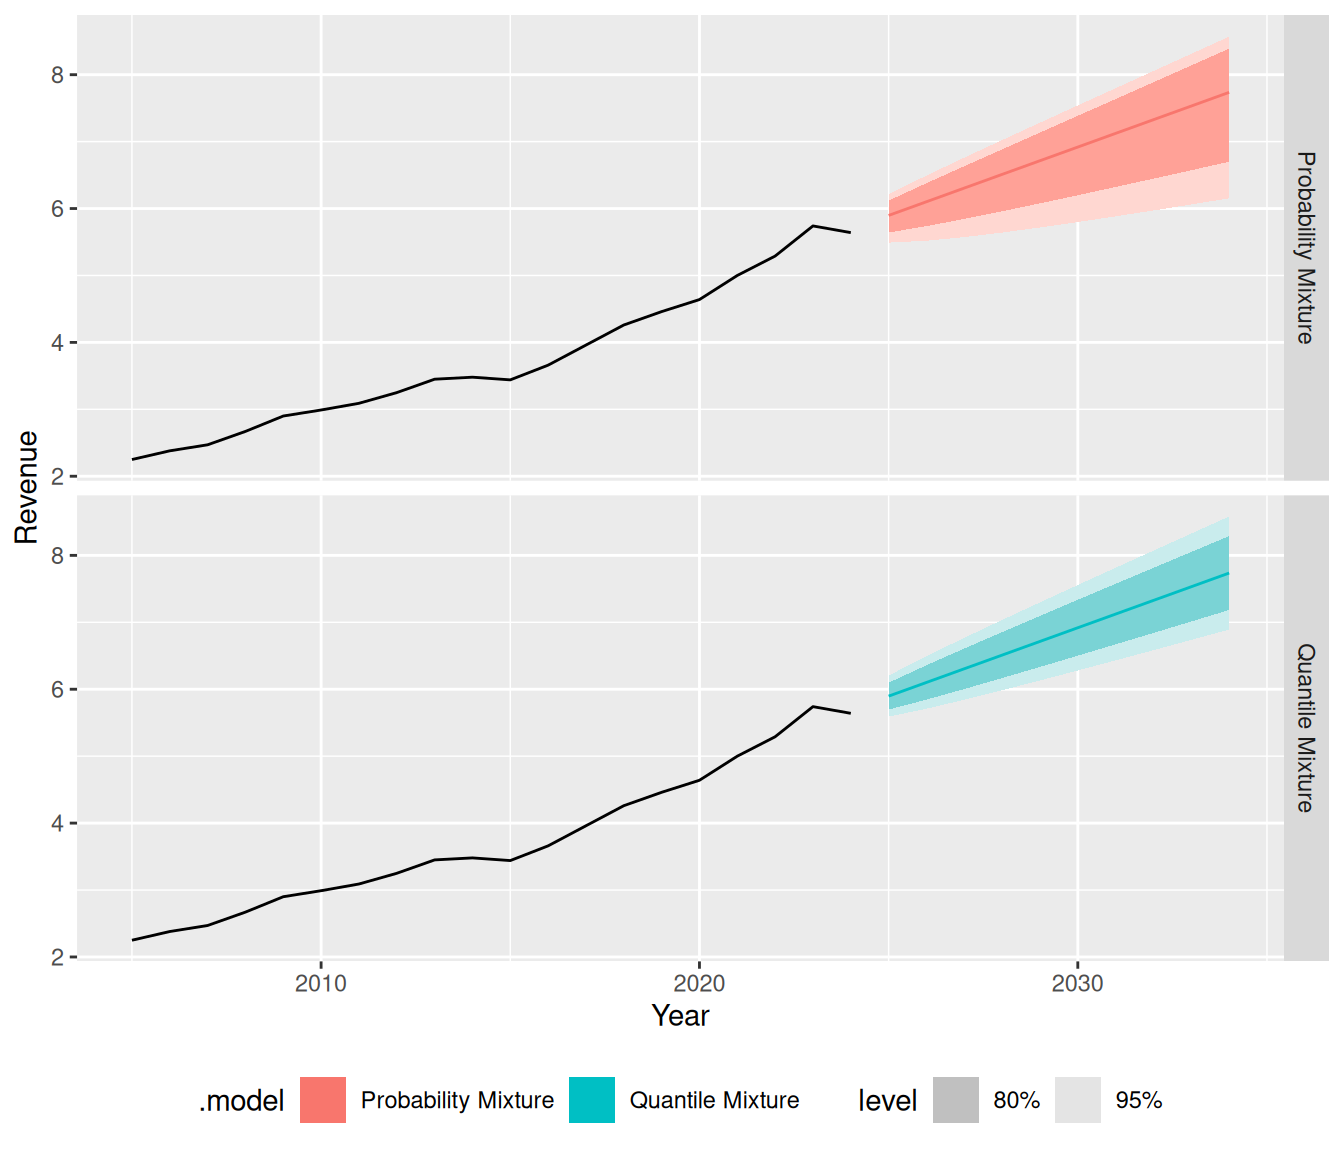 8
6
4
2
Probability Mixture
Revenue
8
6
4
2
Quantile Mixture
2010 2020 2030
Year
.model Probability Mixture Quantile Mixture level 80% 95%